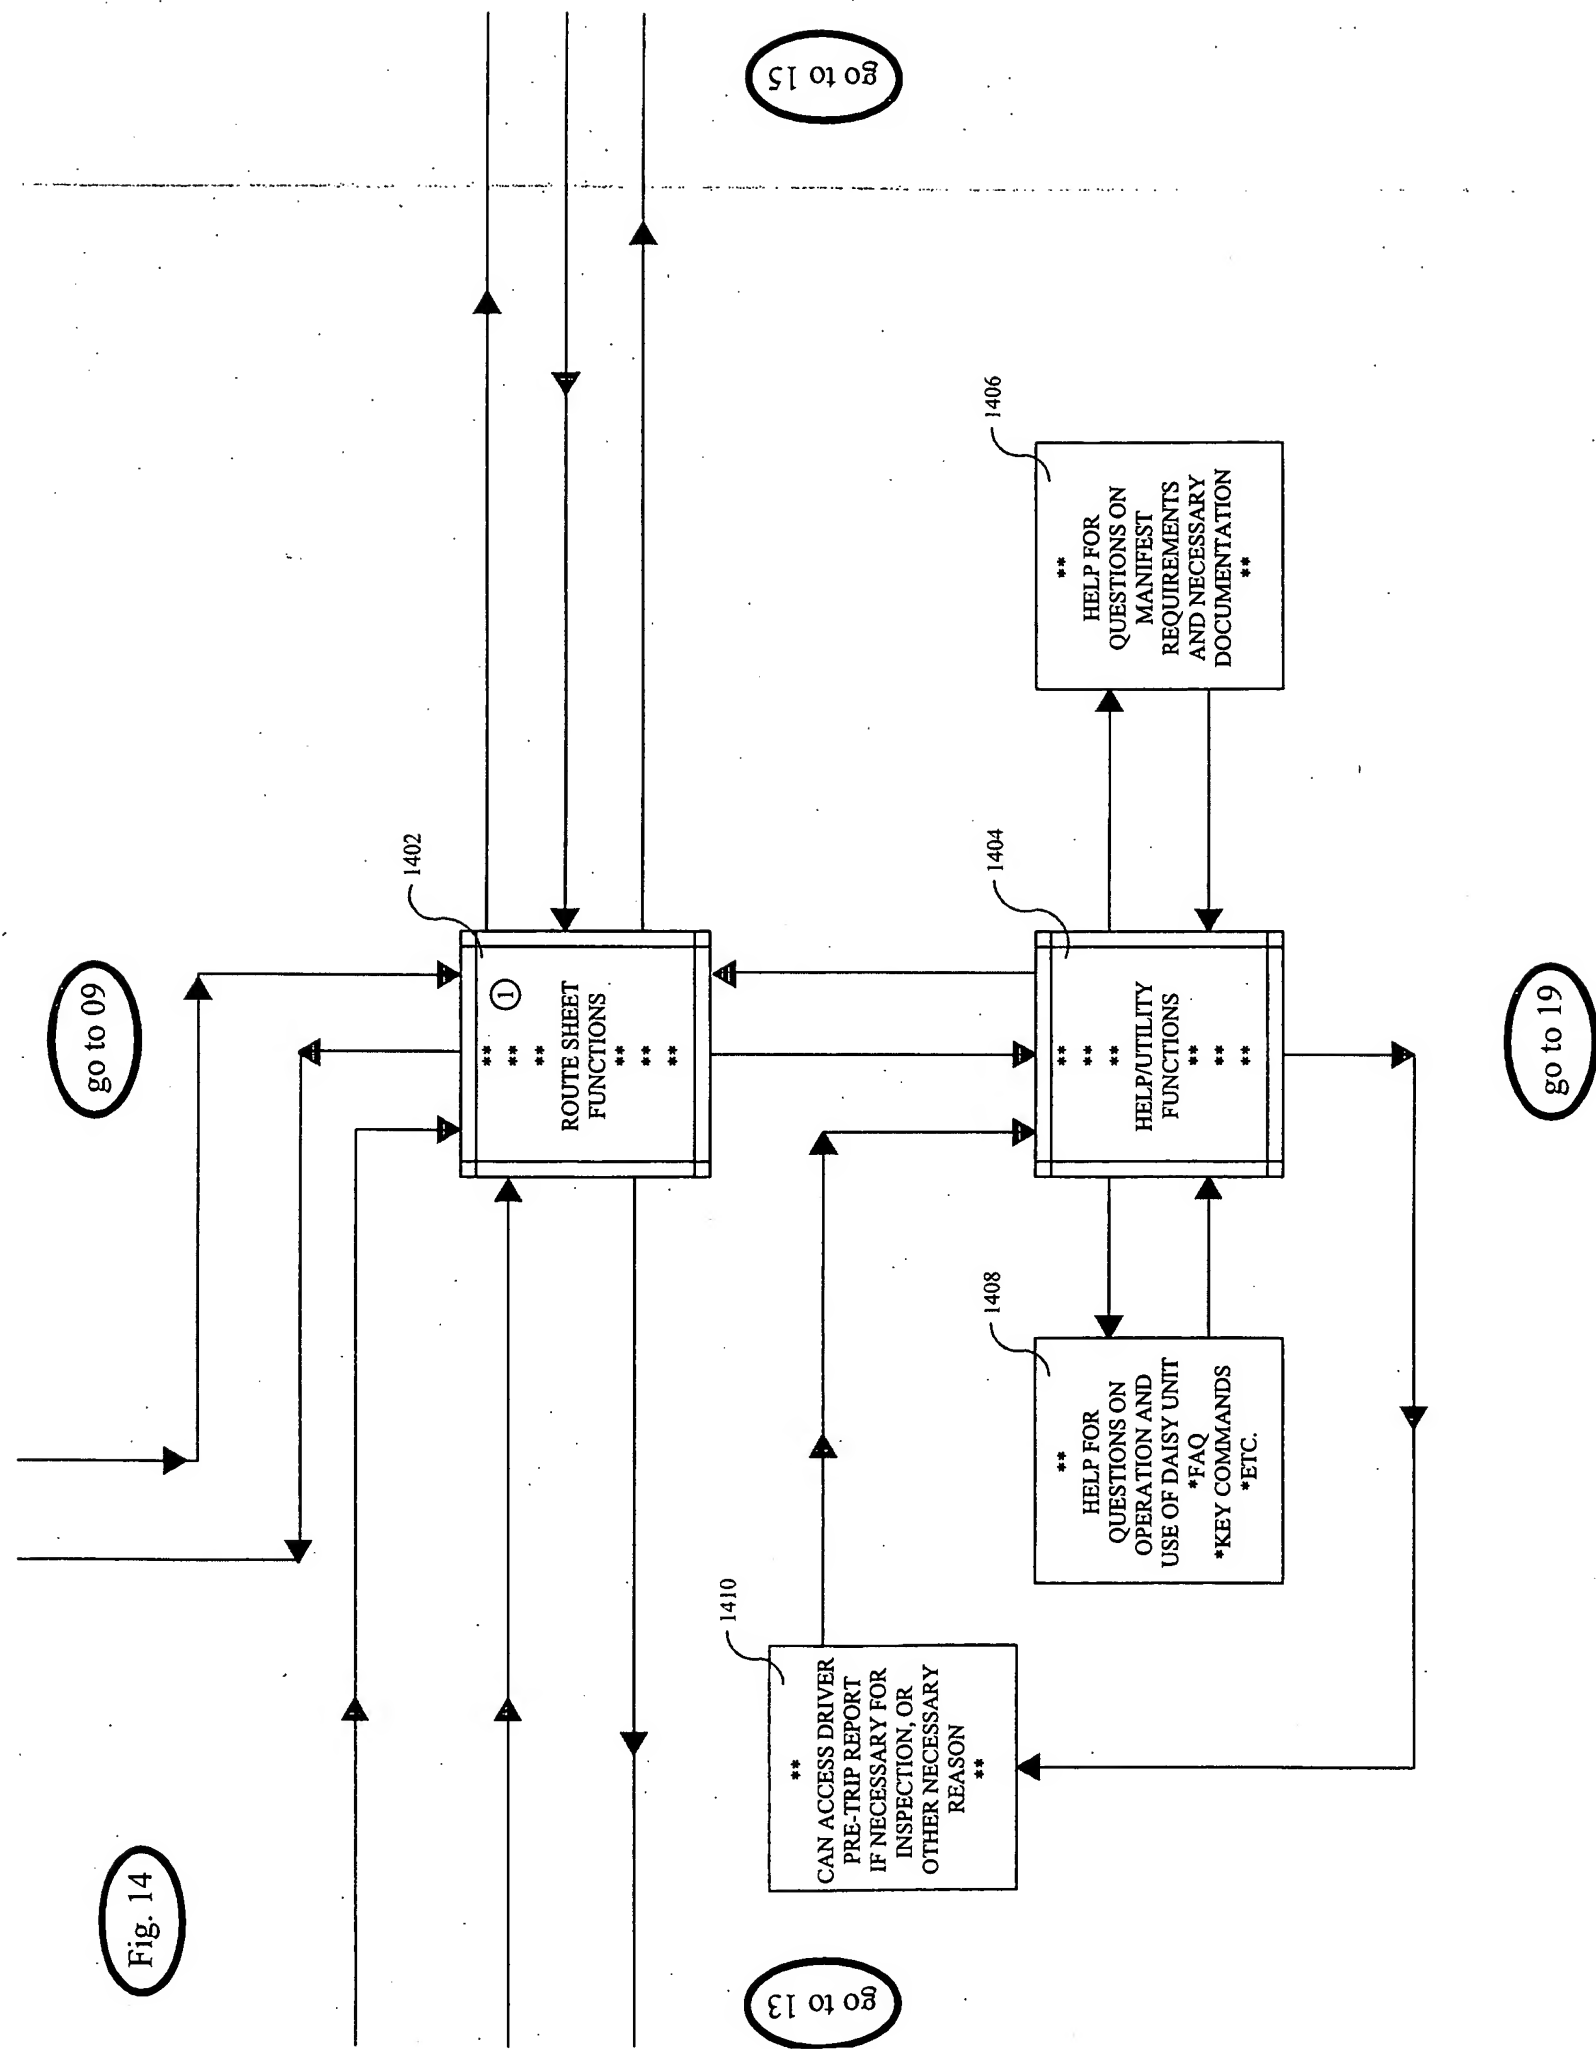 Fig. 14
go to 09
go to 13
go to 15
1402
**
①
**
**
ROUTE SHEET
FUNCTIONS
**
**
**
1410
**
CAN ACCESS DRIVER
PRE-TRIP REPORT
IF NECESSARY FOR
INSPECTION, OR
OTHER NECESSARY
REASON
**
1408
**
HELP FOR
QUESTIONS ON
OPERATION AND
USE OF DAISY UNIT
*FAQ
*KEY COMMANDS
*ETC.
1404
**
**
**
HELP/UTILITY
FUNCTIONS
**
**
**
1406
**
HELP FOR
QUESTIONS ON
MANIFEST
REQUIREMENTS
AND NECESSARY
DOCUMENTATION
**
go to 19